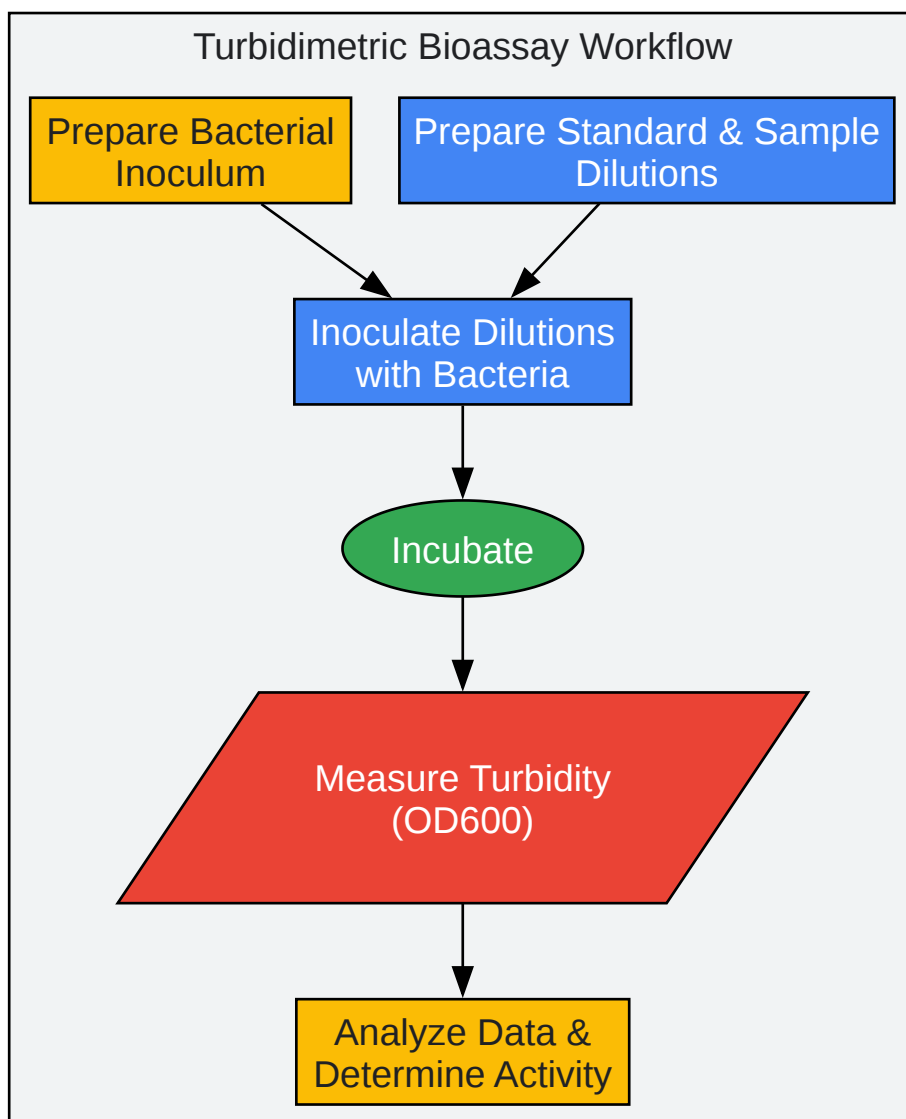 Turbidimetric Bioassay Workflow
Prepare Bacterial
Inoculum
Prepare Standard & Sample
Dilutions
Inoculate Dilutions
with Bacteria
Incubate
Measure Turbidity
(OD600)
Analyze Data &
Determine Activity